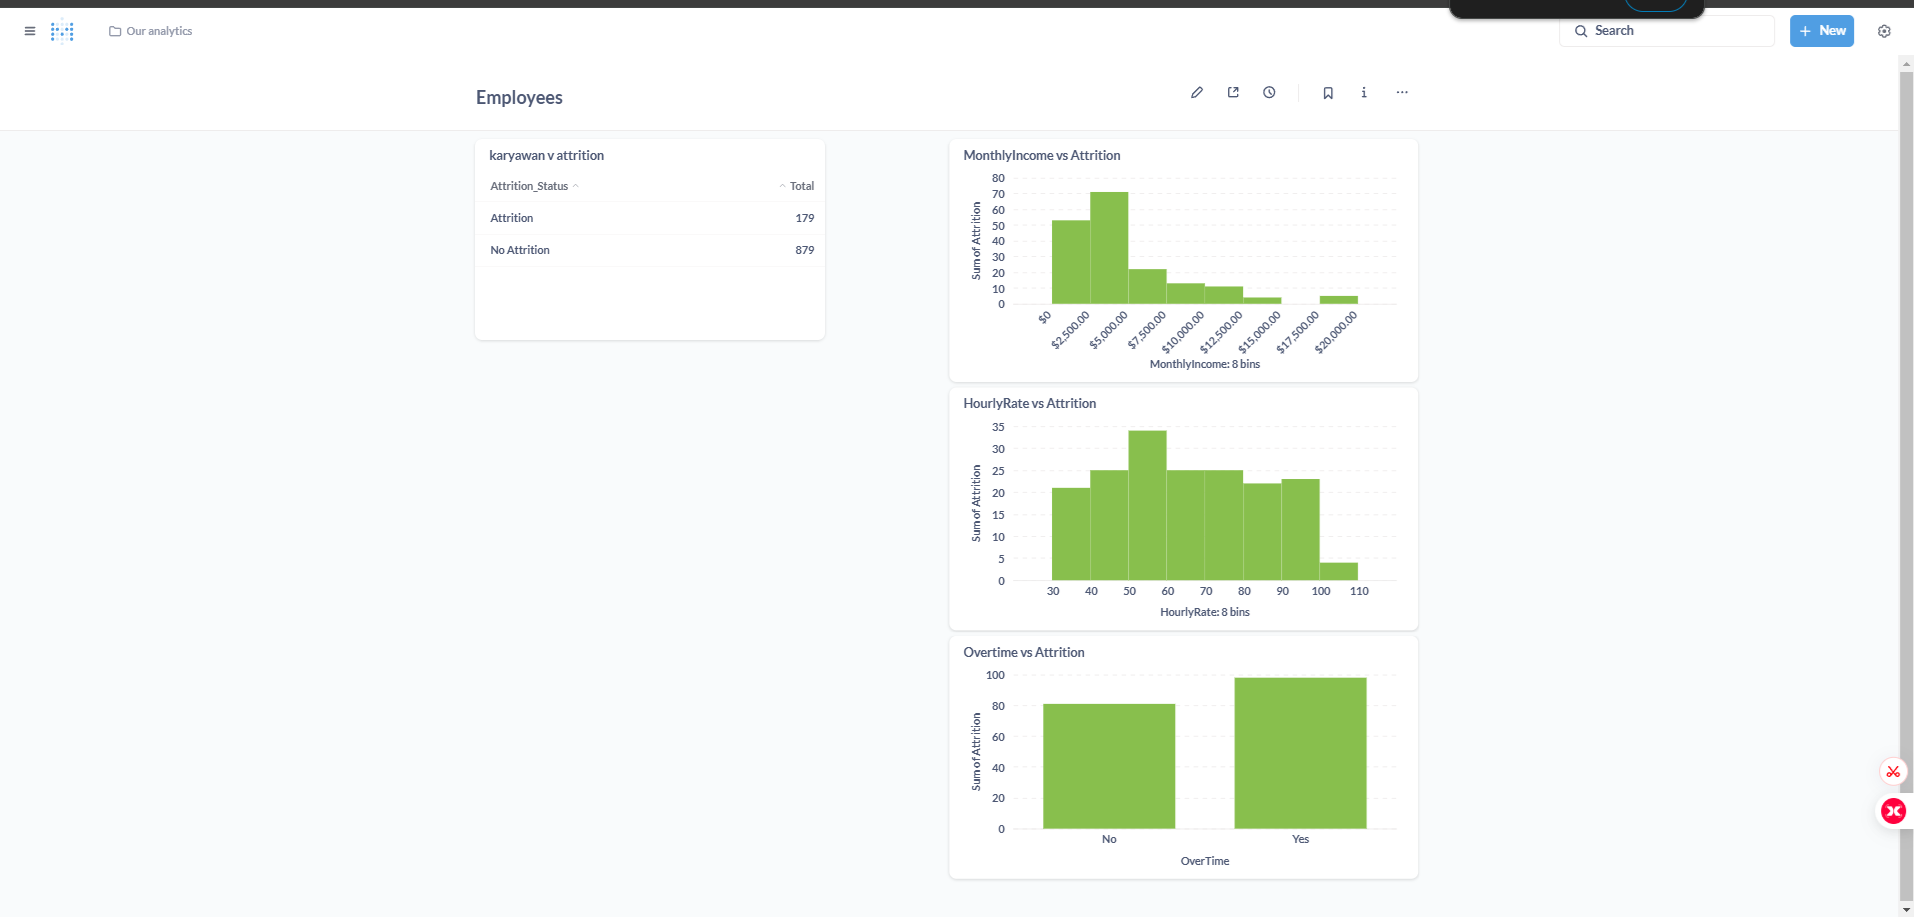 Our analytics
Search
New
Employees
karyawan v attrition
Attrition_Status Total
Attrition 179
No Attrition 879
MonthlyIncome vs Attrition
80
70
60
50
40
30
20
10
0
Sum of Attrition
$0 $2,500.00 $5,000.00 $7,500.00 $10,000.00 $12,500.00 $15,000.00 $17,500.00 $20,000.00
MonthlyIncome: 8 bins
HourlyRate vs Attrition
35
30
25
20
15
10
5
0
Sum of Attrition
30 40 50 60 70 80 90 100 110
HourlyRate: 8 bins
Overtime vs Attrition
100
80
60
40
20
0
Sum of Attrition
No Yes
OverTime